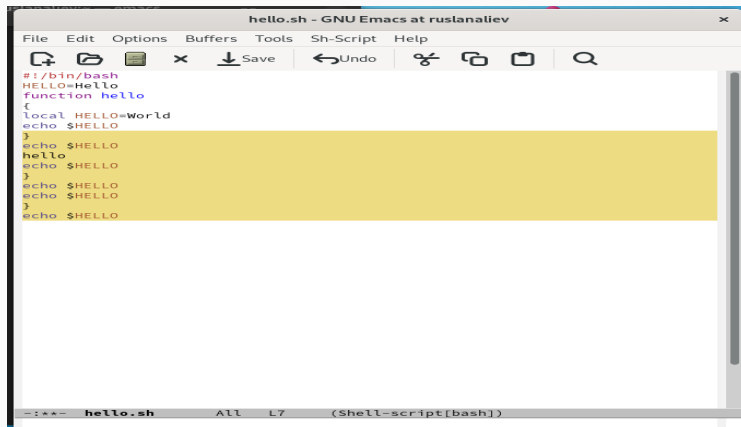 hello.sh - GNU Emacs at ruslanaliev
File Edit Options Buffers Tools Sh-Script Help
Save Undo
#!/bin/bash
HELLO=Hello
function hello
{
local HELLO=World
echo $HELLO
}
echo $HELLO
hello
echo $HELLO
}
echo $HELLO
echo $HELLO
}
echo $HELLO
-:**- hello.sh All L7 (Shell-script[bash])